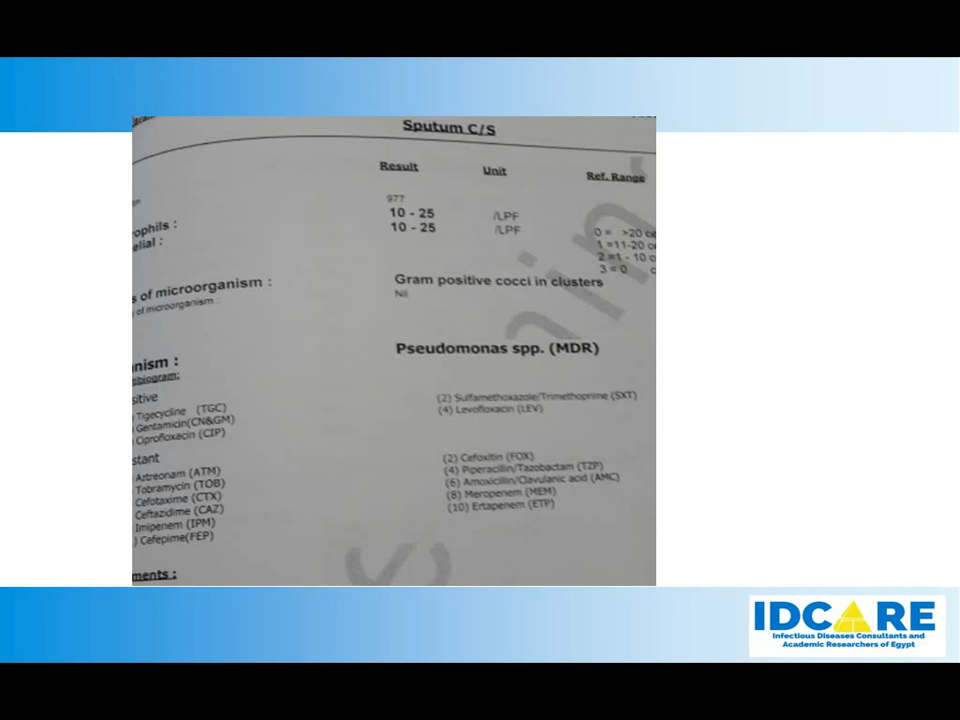 Sputum C/S
Result Unit Ref. Range
977
rophils : 10 - 25 /LPF 0 = >20 ce
elial : 10 - 25 /LPF 1 =11-20 ce
2 =1 - 10 c
3 = 0 c
s of microorganism : Gram positive cocci in clusters
of microorganism : Nil
nism : Pseudomonas spp. (MDR)
biogram:
sitive
Tigecycline (TGC) (2) Sulfamethoxazole/Trimethoprime (SXT)
Gentamicin(CN&GM) (4) Levofloxacin (LEV)
Ciprofloxacin (CIP)
stant
Aztreonam (ATM) (2) Cefoxitin (FOX)
Tobramycin (TOB) (4) Piperacillin/Tazobactam (TZP)
Cefotaxime (CTX) (6) Amoxicillin/Clavulanic acid (AMC)
Ceftazidime (CAZ) (8) Meropenem (MEM)
Imipenem (IPM) (10) Ertapenem (ETP)
) Cefepime(FEP)
ments :
IDCARE
Infectious Diseases Consultants and
Academic Researchers of Egypt